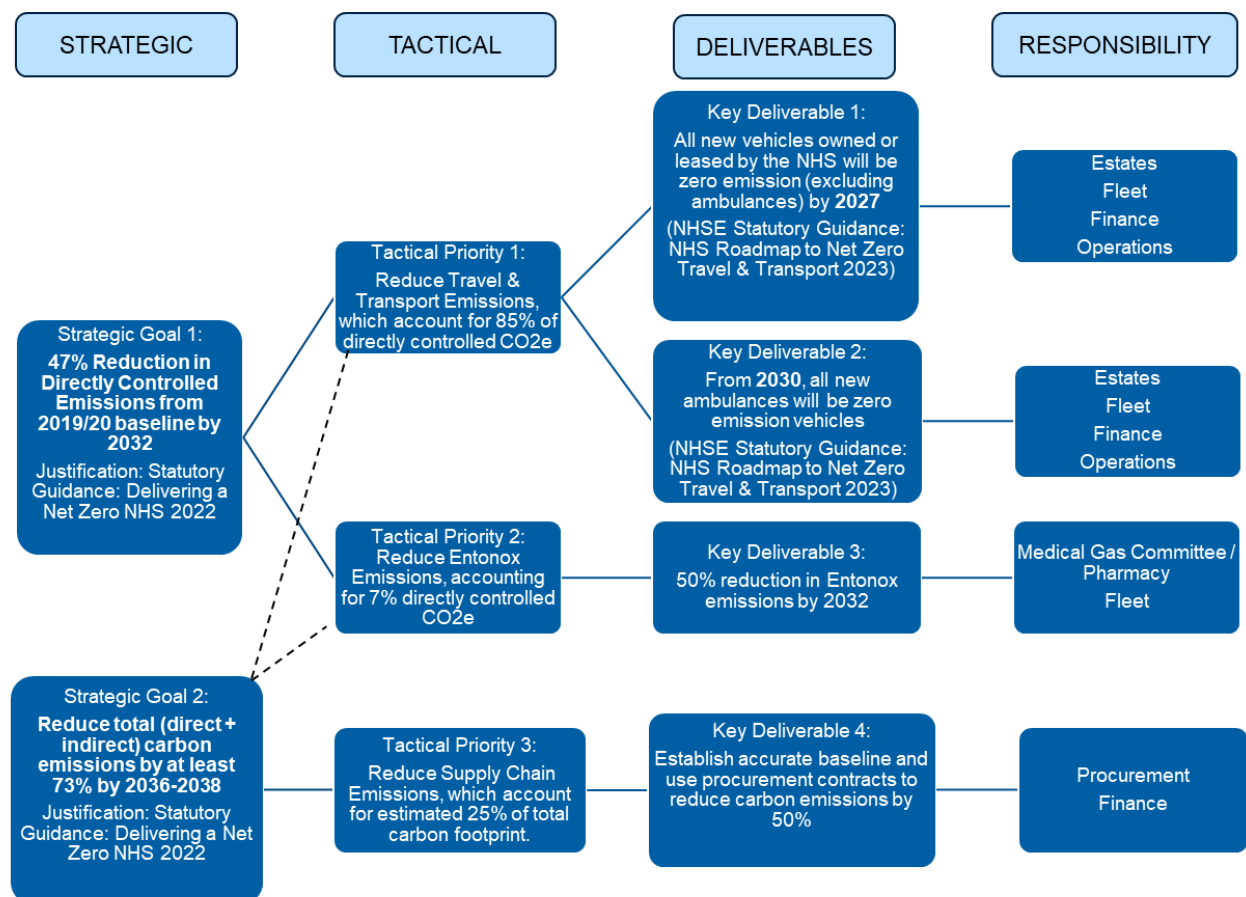 STRATEGIC
TACTICAL
DELIVERABLES
RESPONSIBILITY
Strategic Goal 1:
47% Reduction in
Directly Controlled
Emissions from
2019/20 baseline by
2032
Justification: Statutory
Guidance: Delivering a
Net Zero NHS 2022
Tactical Priority 1:
Reduce Travel &
Transport Emissions,
which account for 85% of
directly controlled CO2e
Key Deliverable 1:
All new vehicles owned or
leased by the NHS will be
zero emission (excluding
ambulances) by 2027
(NHSE Statutory Guidance:
NHS Roadmap to Net Zero
Travel & Transport 2023)
Estates
Fleet
Finance
Operations
Key Deliverable 2:
From 2030, all new
ambulances will be zero
emission vehicles
(NHSE Statutory Guidance:
NHS Roadmap to Net Zero
Travel & Transport 2023)
Estates
Fleet
Finance
Operations
Tactical Priority 2:
Reduce Entonox
Emissions, accounting
for 7% directly controlled
CO2e
Key Deliverable 3:
50% reduction in
Entonox emissions by 2032
Medical Gas Committee /
Pharmacy
Fleet
Strategic Goal 2:
Reduce total (direct +
indirect) carbon
emissions by at least
73% by 2036-2038
Justification: Statutory
Guidance: Delivering a Net
Zero NHS 2022
Tactical Priority 3:
Reduce Supply Chain
Emissions, which account
for estimated 25% of total
carbon footprint.
Key Deliverable 4:
Establish accurate baseline and
use procurement contracts to
reduce carbon emissions by
50%
Procurement
Finance